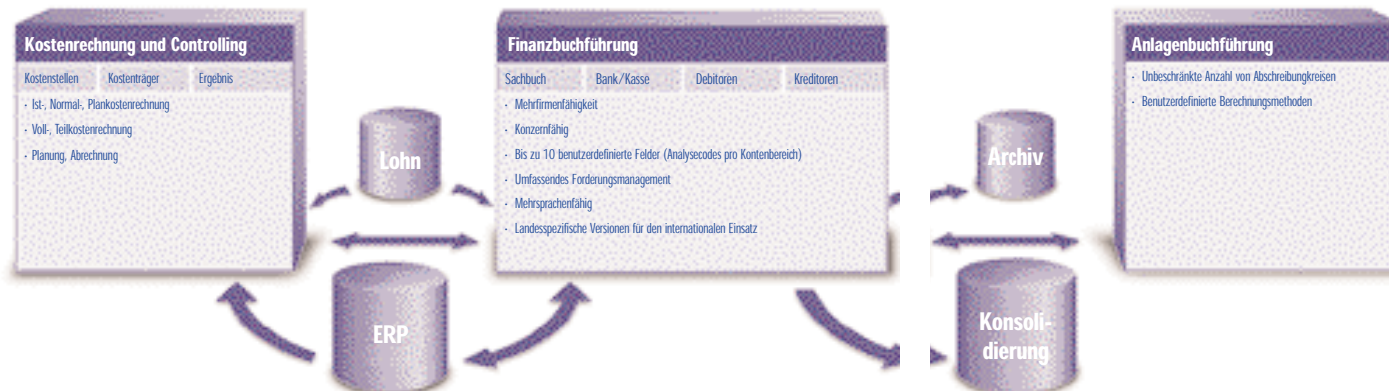 Kostenrechnung und Controlling
Kostenstellen Kostenträger Ergebnis
· Ist-, Normal-, Plankostenrechnung
· Voll-, Teilkostenrechnung
· Planung, Abrechnung
Lohn
ERP
Finanzbuchführung
Sachbuch Bank/Kasse Debitoren Kreditoren
· Mehrfirmenfähigkeit
· Konzernfähig
· Bis zu 10 benutzerdefinierte Felder (Analysecodes pro Kontenbereich)
· Umfassendes Forderungsmanagement
· Mehrsprachenfähig
· Landesspezifische Versionen für den internationalen Einsatz
Archiv
Konsoli-
dierung
Anlagenbuchführung
· Unbeschränkte Anzahl von Abschreibungkreisen
· Benutzerdefinierte Berechnungsmethoden